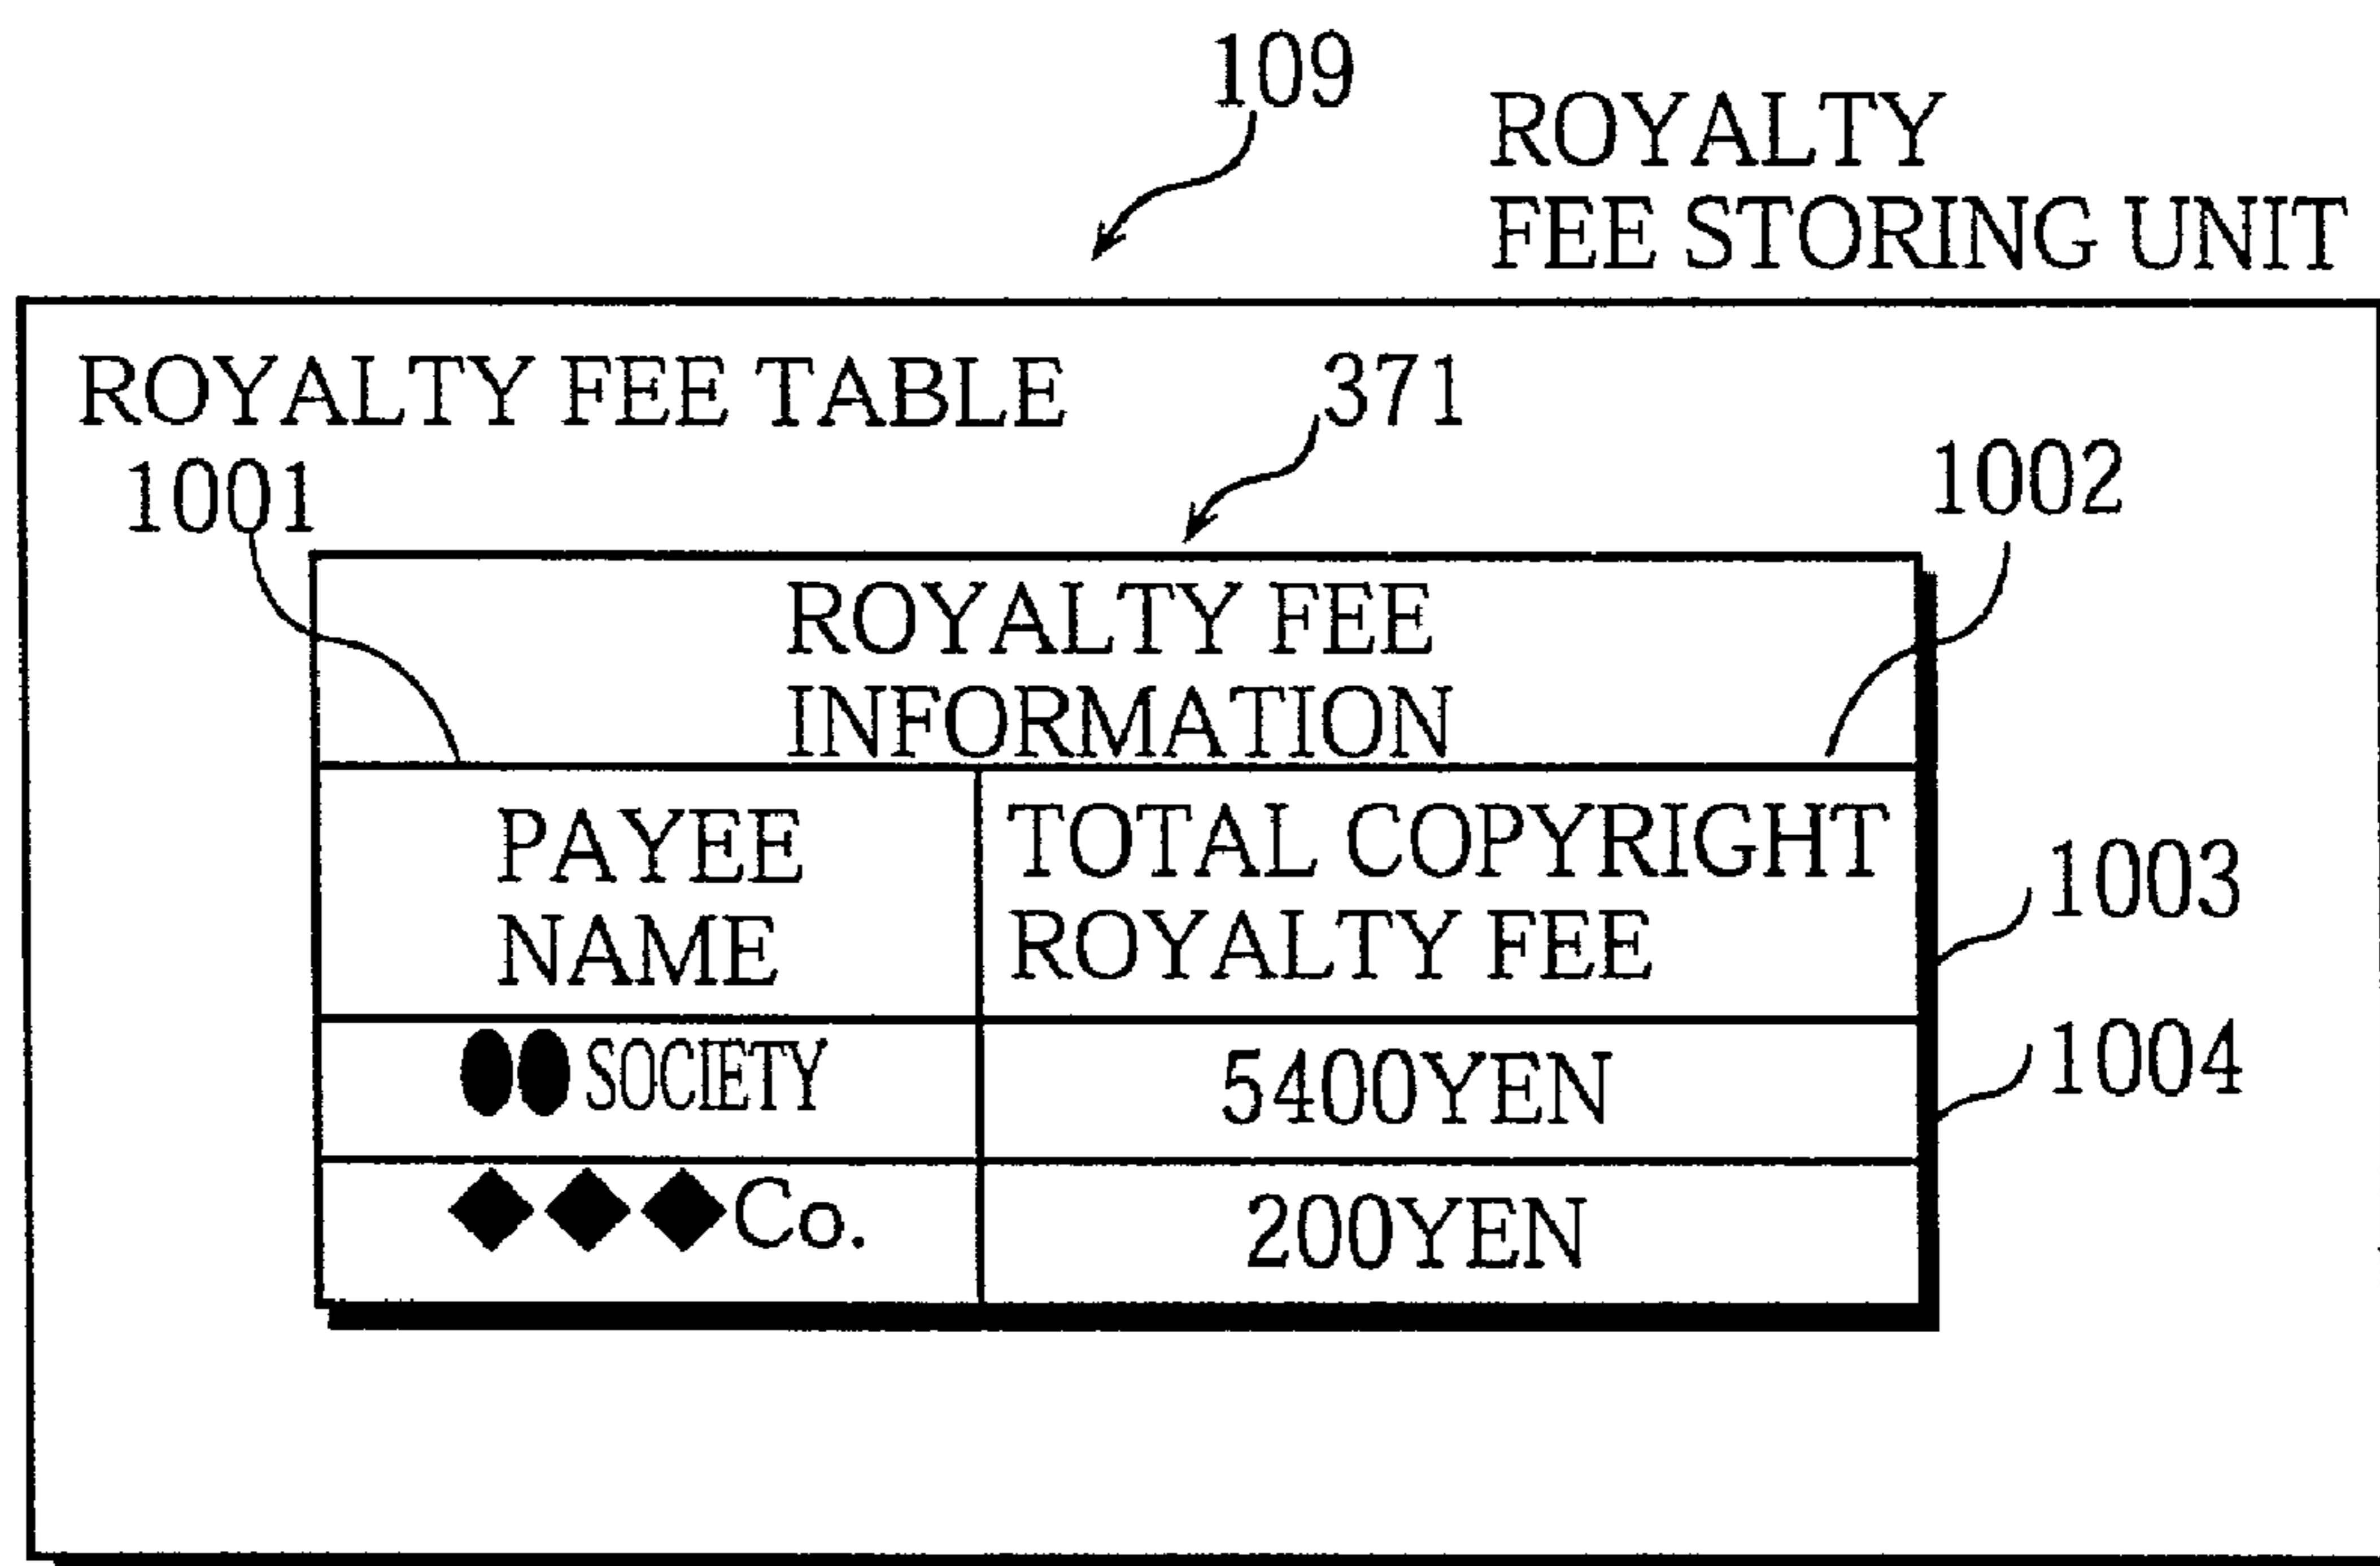 109
ROYALTY
FEE STORING UNIT
ROYALTY FEE TABLE
371
1001
1002
ROYALTY FEE
INFORMATION
PAYEE
NAME
TOTAL COPYRIGHT
ROYALTY FEE
1003
●●SOCIETY
5400YEN
1004
◆◆◆Co.
200YEN